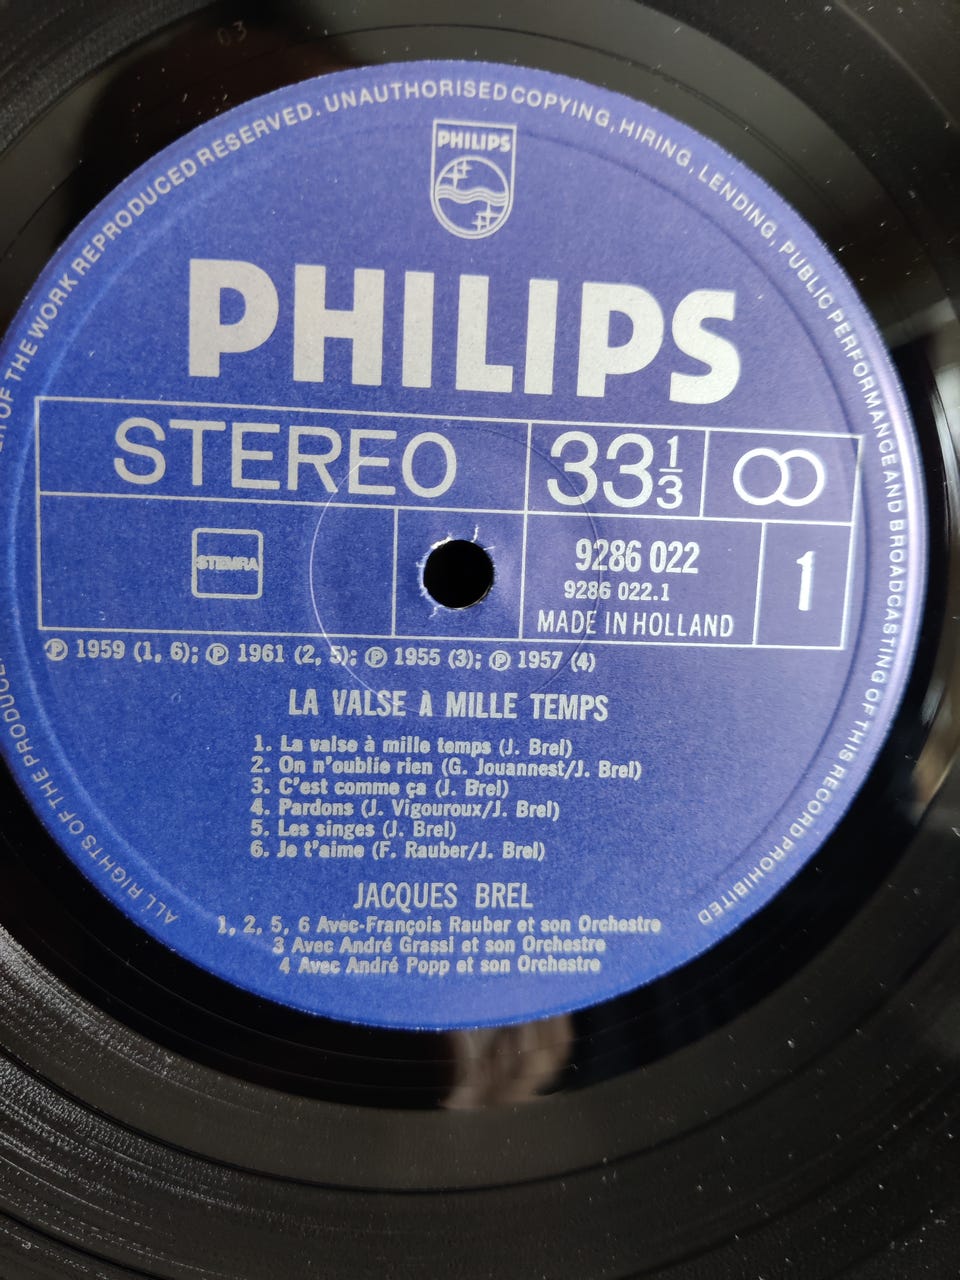 03
ALL RIGHTS OF THE PRODUCER
OF THE WORK REPRODUCED RESERVED. UNAUTHORISED COPYING, HIRING, LENDING, PUBLIC PERFORMANCE AND BROADCASTING OF THIS RECORD PROHIBITED
PHILIPS
PHILIPS
STEREO 33 1/3
STEMRA
9286 022
9286 022.1
MADE IN HOLLAND
1
℗ 1959 (1, 6); ℗ 1961 (2, 5); ℗ 1955 (3); ℗ 1957 (4)
LA VALSE À MILLE TEMPS
1. La valse à mille temps (J. Brel)
2. On n'oublie rien (G. Jouannest/J. Brel)
3. C'est comme ça (J. Brel)
4. Pardons (J. Vigouroux/J. Brel)
5. Les singes (J. Brel)
6. Je t'aime (F. Rauber/J. Brel)
JACQUES BREL
1, 2, 5, 6 Avec-François Rauber et son Orchestre
3 Avec André Grassi et son Orchestre
4 Avec André Popp et son Orchestre